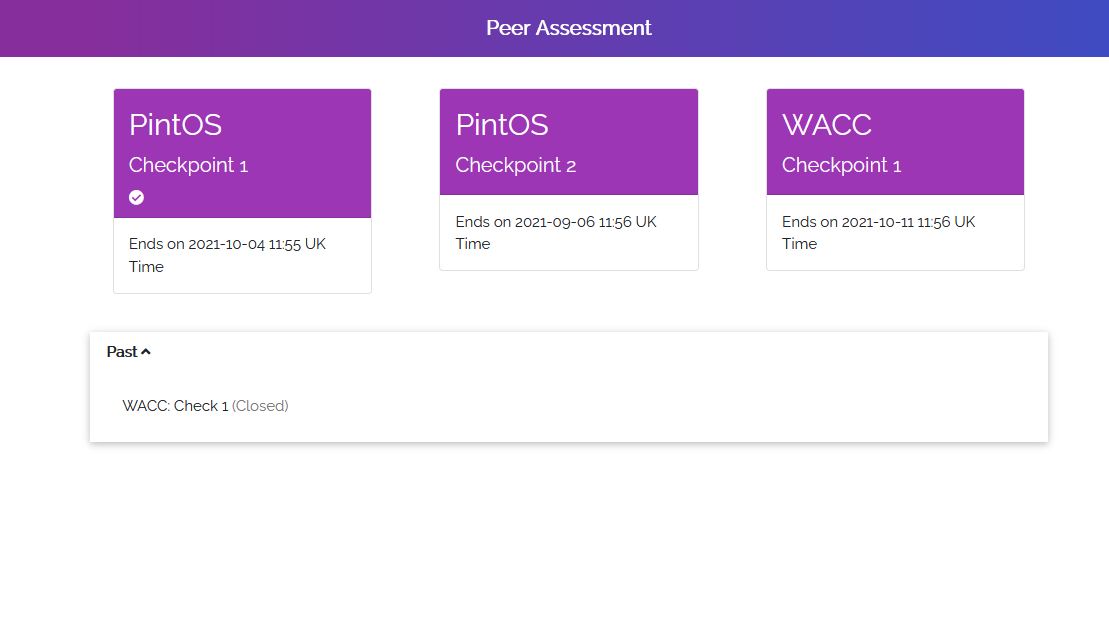 Peer Assessment
PintOS
Checkpoint 1
Ends on 2021-10-04 11:55 UK
Time
PintOS
Checkpoint 2
Ends on 2021-09-06 11:56 UK
Time
WACC
Checkpoint 1
Ends on 2021-10-11 11:56 UK
Time
Past
WACC: Check 1 (Closed)